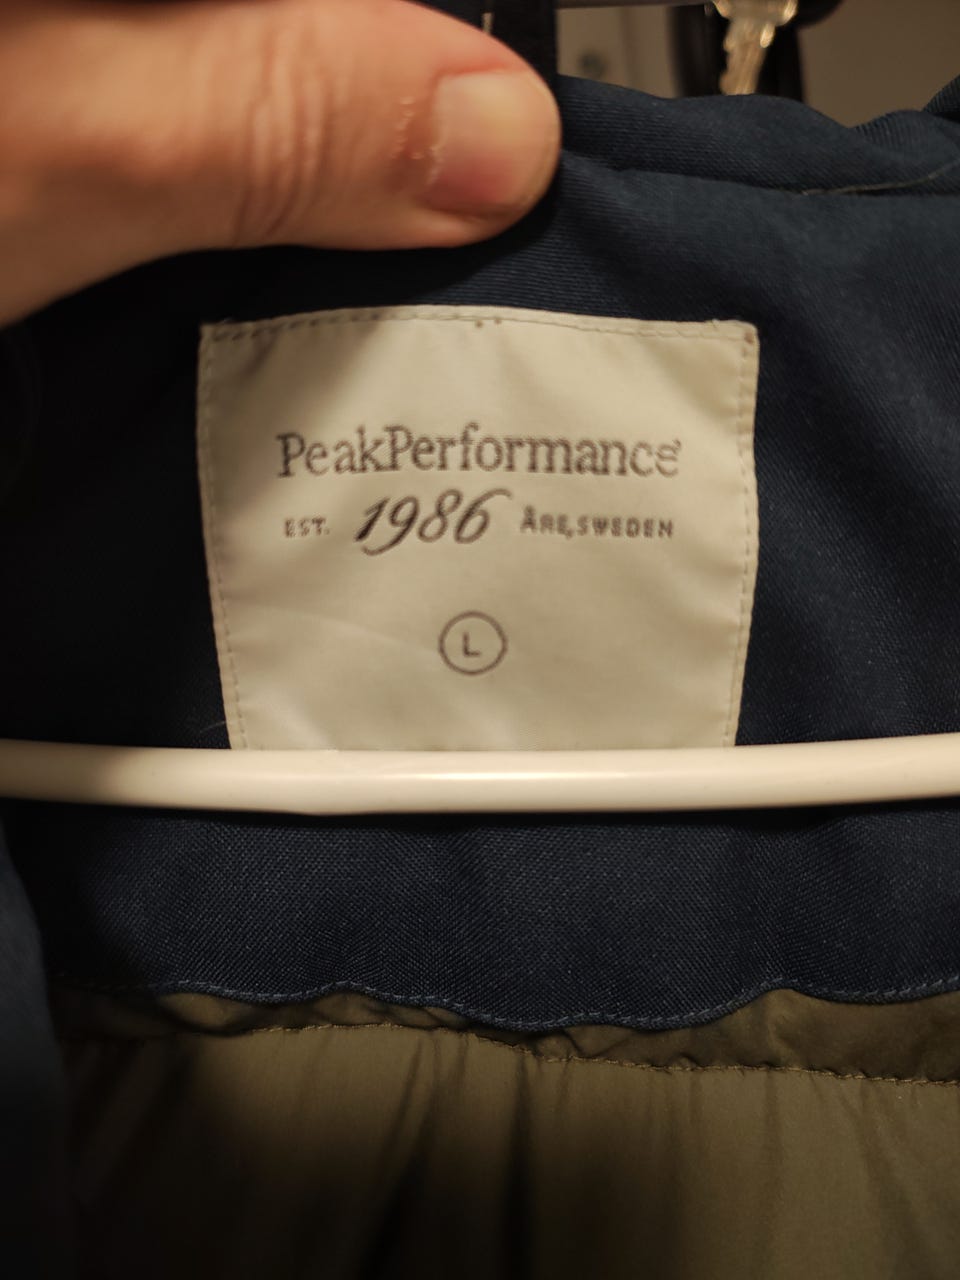 PeakPerformance
EST. 1986 ÅRE, SWEDEN
L